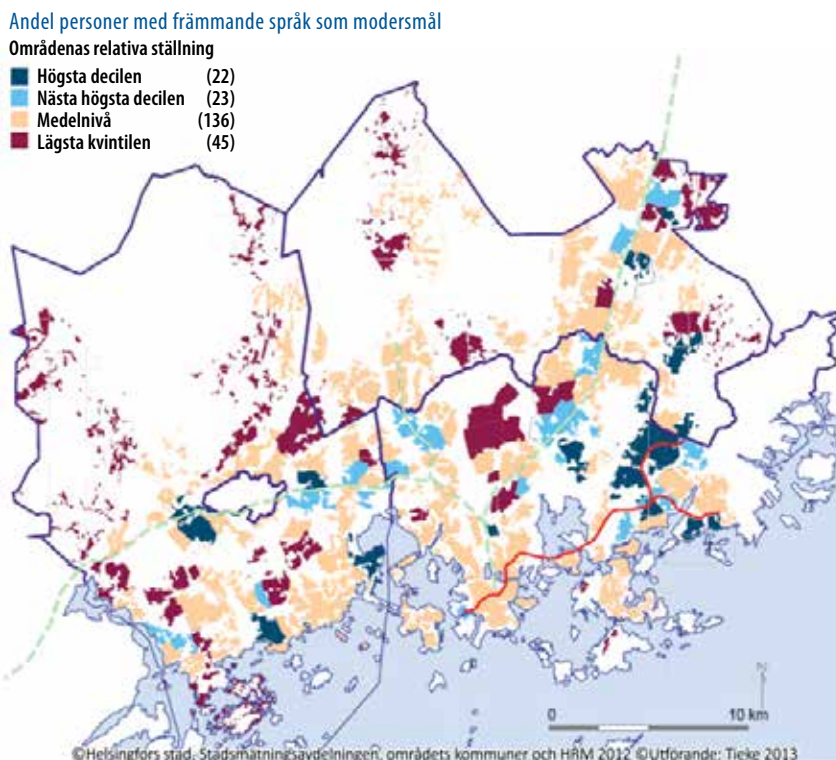 Andel personer med främmande språk som modersmål
Områdenas relativa ställning
Högsta decilen (22)
Nästa högsta decilen (23)
Medelnivå (136)
Lägsta kvintilen (45)
N
0 10 km
©Helsingfors stad, Stadsmätningsavdelningen, områdets kommuner och HRM 2012 ©Utförande: Tieke 2013